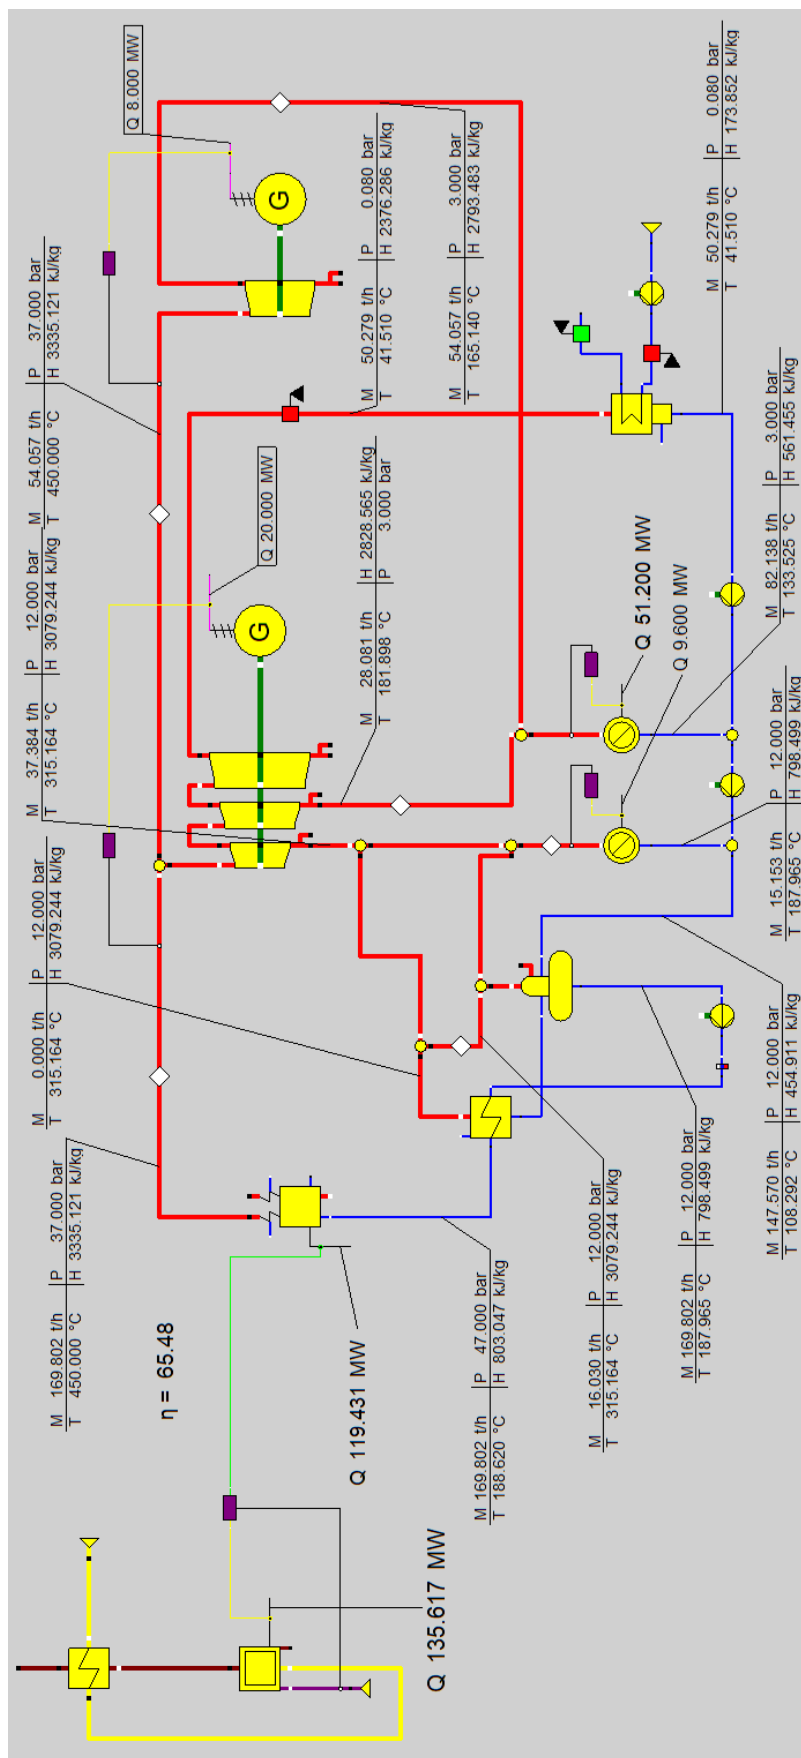 Q 8.000 MW
M 54.057 t/h P 37.000 bar
T 450.000 °C H 3335.121 kJ/kg
M 50.279 t/h P 0.080 bar
T 41.510 °C H 2376.286 kJ/kg
M 54.057 t/h P 3.000 bar
T 165.140 °C H 2793.483 kJ/kg
M 50.279 t/h P 0.080 bar
T 41.510 °C H 173.852 kJ/kg
G
M 37.384 t/h P 12.000 bar
T 315.164 °C H 3079.244 kJ/kg
Q 20.000 MW
G
M 28.081 t/h H 2828.565 kJ/kg
T 181.898 °C P 3.000 bar
Q 51.200 MW
Q 9.600 MW
M 82.138 t/h P 3.000 bar
T 133.525 °C H 561.455 kJ/kg
M 15.153 t/h P 12.000 bar
T 187.965 °C H 798.499 kJ/kg
M 0.000 t/h P 12.000 bar
T 315.164 °C H 3079.244 kJ/kg
M 169.802 t/h P 37.000 bar
T 450.000 °C H 3335.121 kJ/kg
η = 65.48
Q 119.431 MW
M 169.802 t/h P 47.000 bar
T 188.620 °C H 803.047 kJ/kg
M 16.030 t/h P 12.000 bar
T 315.164 °C H 3079.244 kJ/kg
M 169.802 t/h P 12.000 bar
T 187.965 °C H 798.499 kJ/kg
M 147.570 t/h P 12.000 bar
T 108.292 °C H 454.911 kJ/kg
Q 135.617 MW